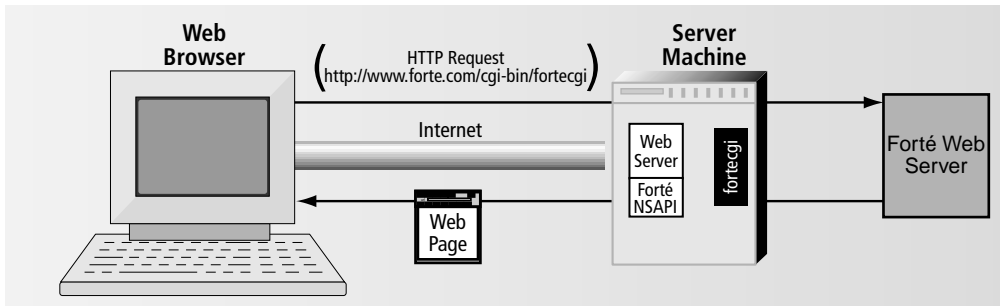 Web
Browser
HTTP Request
(http://www.forte.com/cgi-bin/fortecgi)
Server
Machine
Internet
Web
Server
Forté
NSAPI
fortecgi
Forté Web
Server
Web
Page